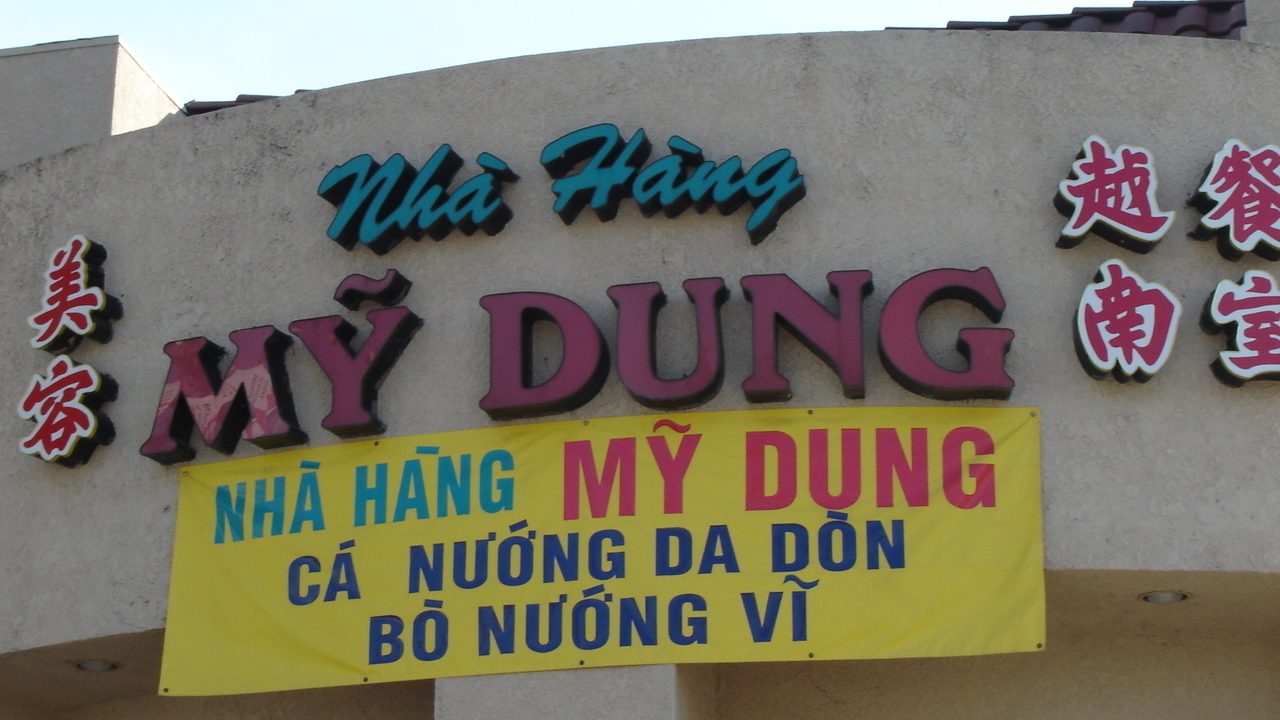 Nhà Hàng
MỸ DUNG
美容
越南
餐室
NHÀ HÀNG MỸ DUNG
CÁ NƯỚNG DA DÒN
BÒ NƯỚNG VĨ